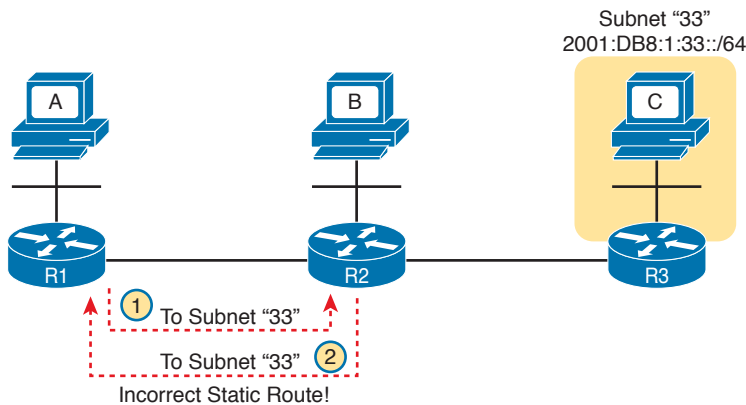 Subnet “33”
2001:DB8:1:33::/64
A
B
C
R1
R2
R3
1
To Subnet “33”
To Subnet “33”
2
Incorrect Static Route!